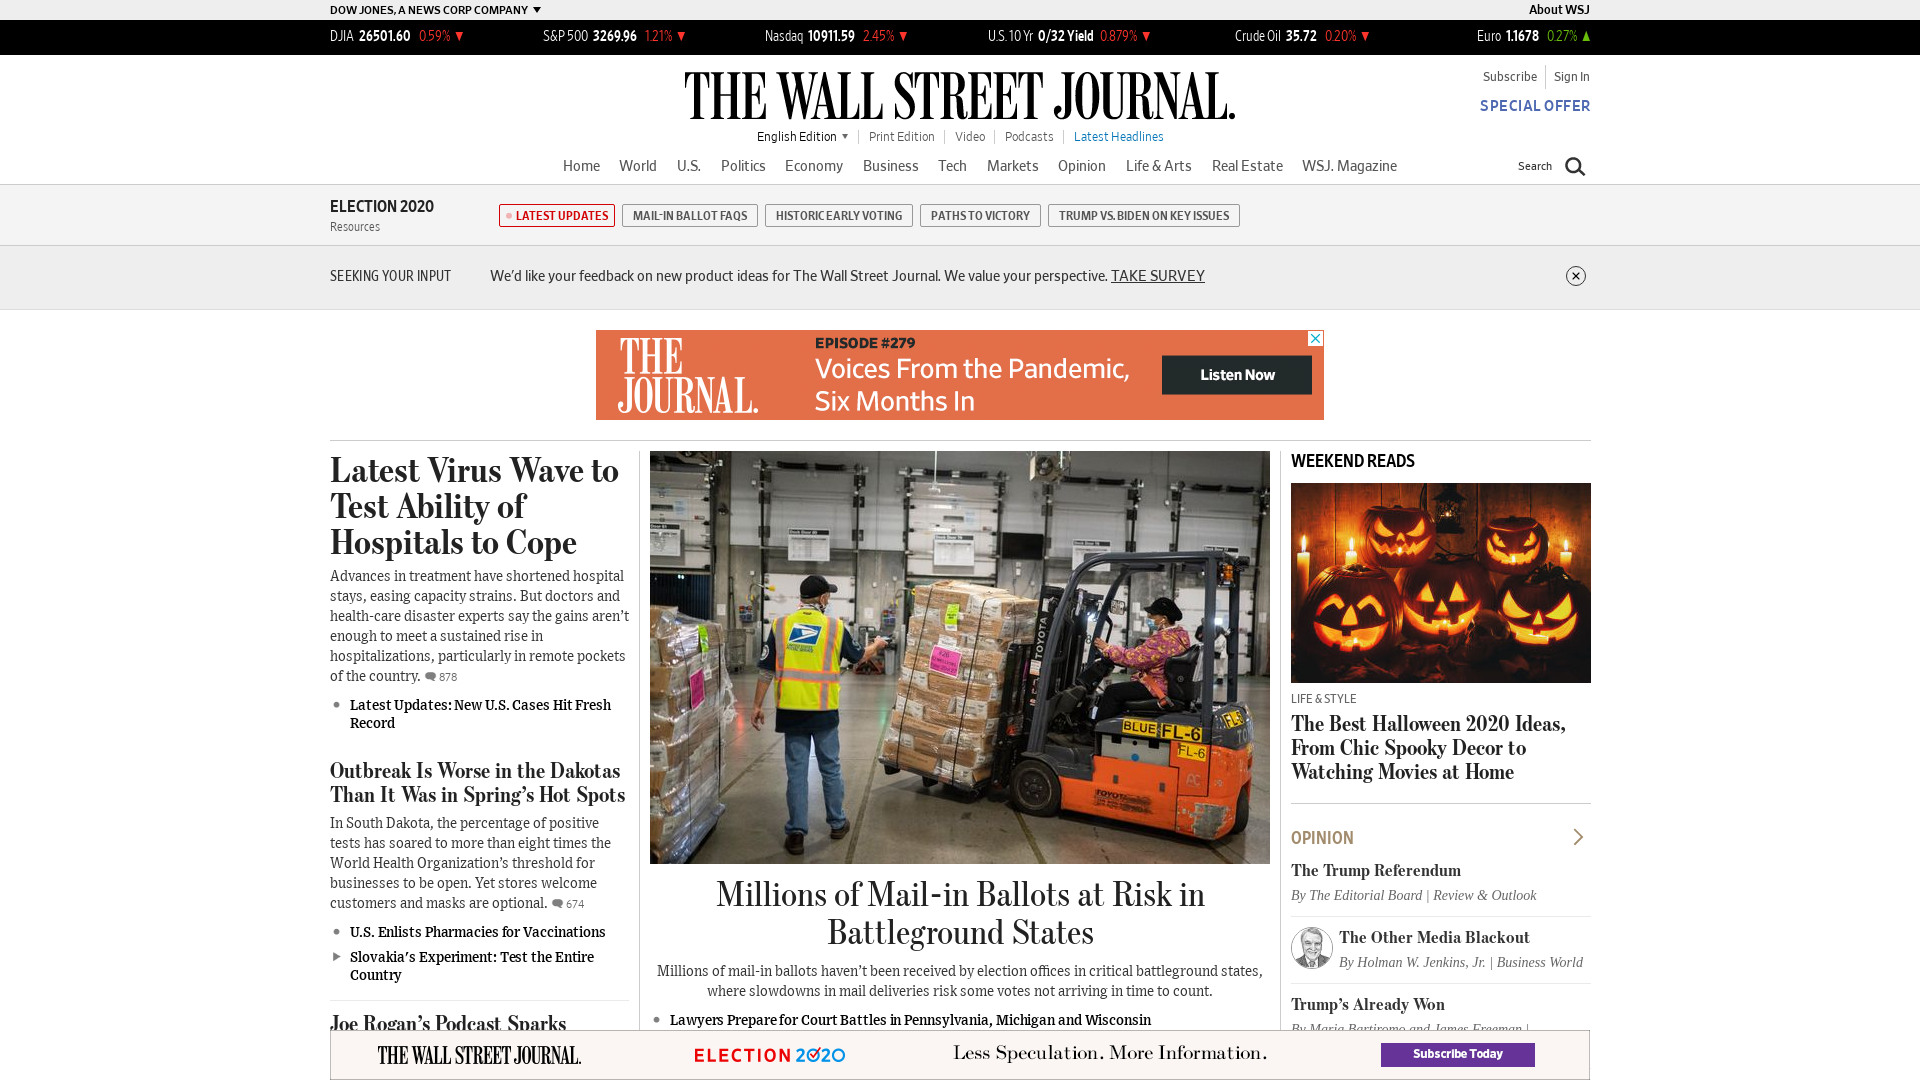 DOW JONES, A NEWS CORP COMPANY
About WSJ
DJIA 26501.60 0.59%
S&P 500 3269.96 1.21%
Nasdaq 10911.59 2.45%
U.S. 10 Yr 0/32 Yield 0.879%
Crude Oil 35.72 0.20%
Euro 1.1678 0.27%
THE WALL STREET JOURNAL.
Subscribe
Sign In
SPECIAL OFFER
English Edition
Print Edition
Video
Podcasts
Latest Headlines
Home
World
U.S.
Politics
Economy
Business
Tech
Markets
Opinion
Life & Arts
Real Estate
WSJ. Magazine
Search
ELECTION 2020
Resources
LATEST UPDATES
MAIL-IN BALLOT FAQS
HISTORIC EARLY VOTING
PATHS TO VICTORY
TRUMP VS. BIDEN ON KEY ISSUES
SEEKING YOUR INPUT
We’d like your feedback on new product ideas for The Wall Street Journal. We value your perspective. TAKE SURVEY
THE
JOURNAL.
EPISODE #279
Voices From the Pandemic,
Six Months In
Listen Now
Latest Virus Wave to
Test Ability of
Hospitals to Cope
Advances in treatment have shortened hospital
stays, easing capacity strains. But doctors and
health-care disaster experts say the gains aren’t
enough to meet a sustained rise in
hospitalizations, particularly in remote pockets
of the country. 878
Latest Updates: New U.S. Cases Hit Fresh
Record
Outbreak Is Worse in the Dakotas
Than It Was in Spring’s Hot Spots
In South Dakota, the percentage of positive
tests has soared to more than eight times the
World Health Organization’s threshold for
businesses to be open. Yet stores welcome
customers and masks are optional. 674
U.S. Enlists Pharmacies for Vaccinations
Slovakia's Experiment: Test the Entire
Country
Joe Rogan’s Podcast Sparks
TOYOTA
BLUE FL-6
FL-6
FL-3
TOYOTA
Millions of Mail-in Ballots at Risk in
Battleground States
Millions of mail-in ballots haven’t been received by election offices in critical battleground states,
where slowdowns in mail deliveries risk some votes not arriving in time to count.
Lawyers Prepare for Court Battles in Pennsylvania, Michigan and Wisconsin
WEEKEND READS
LIFE & STYLE
The Best Halloween 2020 Ideas,
From Chic Spooky Decor to
Watching Movies at Home
OPINION
The Trump Referendum
By The Editorial Board | Review & Outlook
The Other Media Blackout
By Holman W. Jenkins, Jr. | Business World
Trump’s Already Won
By Maria Bartiromo and James Freeman |
THE WALL STREET JOURNAL.
ELECTION 2020
Less Speculation. More Information.
Subscribe Today